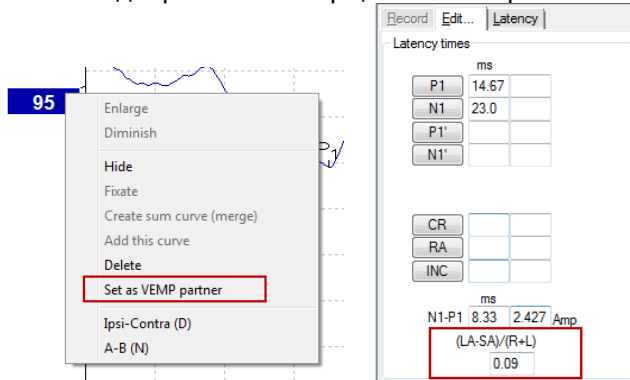 95
Enlarge
Diminish
Hide
Fixate
Create sum curve (merge)
Add this curve
Delete
Set as VEMP partner
Ipsi-Contra (D)
A-B (N)
P1
Record Edit... Latency
Latency times
ms
P1 14.67
N1 23.0
P1'
N1'
CR
RA
INC
ms
N1-P1 8.33 2.427 Amp
(LA-SA)/(R+L)
0.09